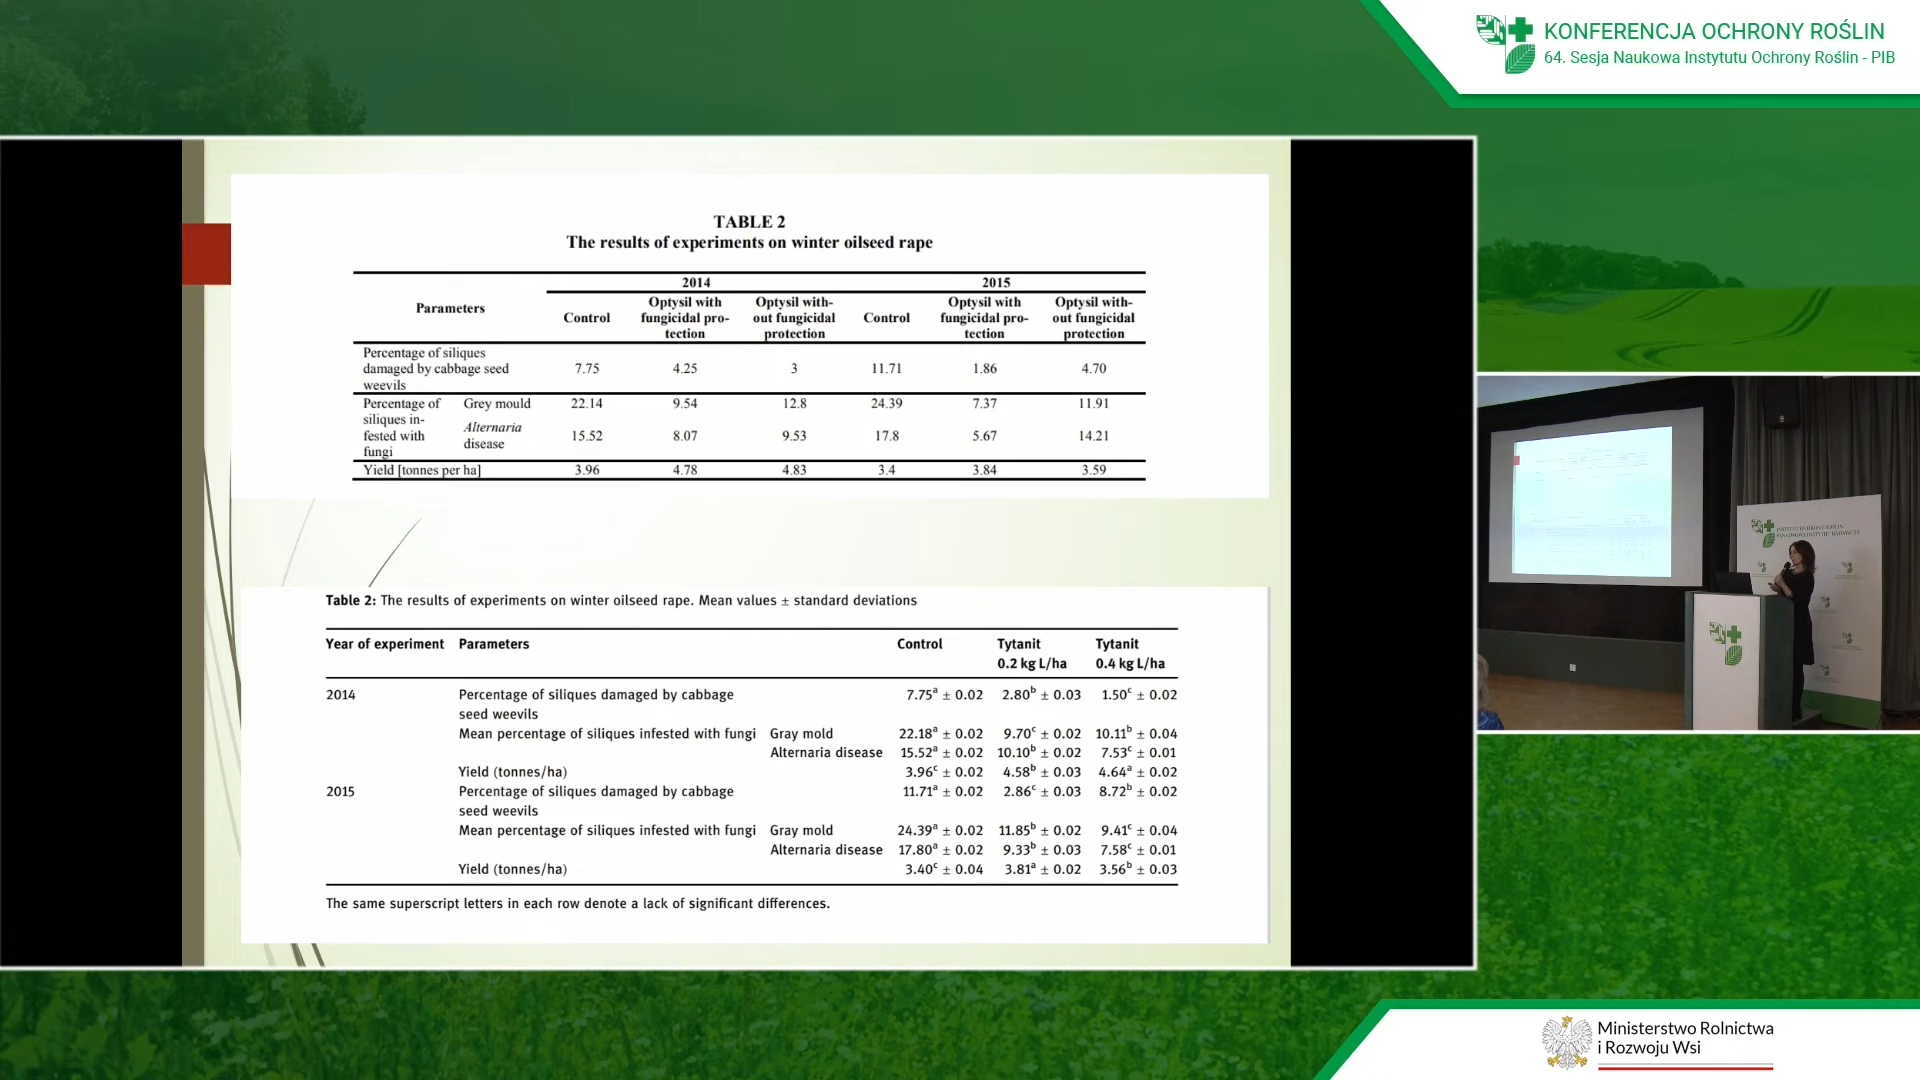 KONFERENCJA OCHRONY ROŚLIN
64. Sesja Naukowa Instytutu Ochrony Roślin - PIB
TABLE 2
The results of experiments on winter oilseed rape
2014 2015
Parameters Control Optysil with fungicidal pro-tection Optysil with-out fungicidal protection Control Optysil with fungicidal pro-tection Optysil with-out fungicidal protection
Percentage of siliques
damaged by cabbage seed 7.75 4.25 3 11.71 1.86 4.70
weevils
Percentage of Grey mould 22.14 9.54 12.8 24.39 7.37 11.91
siliques in-
fested with Alternaria disease 15.52 8.07 9.53 17.8 5.67 14.21
fungi
Yield [tonnes per ha] 3.96 4.78 4.83 3.4 3.84 3.59
Table 2: The results of experiments on winter oilseed rape. Mean values ± standard deviations
Year of experiment Parameters Control Tytanit Tytanit
0.2 kg L/ha 0.4 kg L/ha
2014 Percentage of siliques damaged by cabbage 7.75a ± 0.02 2.80b ± 0.03 1.50c ± 0.02
seed weevils
Mean percentage of siliques infested with fungi Gray mold 22.18a ± 0.02 9.70c ± 0.02 10.11b ± 0.04
Alternaria disease 15.52a ± 0.02 10.10b ± 0.02 7.53c ± 0.01
Yield (tonnes/ha) 3.96c ± 0.02 4.58b ± 0.03 4.64a ± 0.02
2015 Percentage of siliques damaged by cabbage 11.71a ± 0.02 2.86c ± 0.03 8.72b ± 0.02
seed weevils
Mean percentage of siliques infested with fungi Gray mold 24.39a ± 0.02 11.85b ± 0.02 9.41c ± 0.04
Alternaria disease 17.80a ± 0.02 9.33b ± 0.03 7.58c ± 0.01
Yield (tonnes/ha) 3.40c ± 0.04 3.81a ± 0.02 3.56b ± 0.03
The same superscript letters in each row denote a lack of significant differences.
INSTYTUT OCHRONY ROŚLIN
PAŃSTWOWY INSTYTUT BADAWCZY
Ministerstwo Rolnictwa
i Rozwoju Wsi